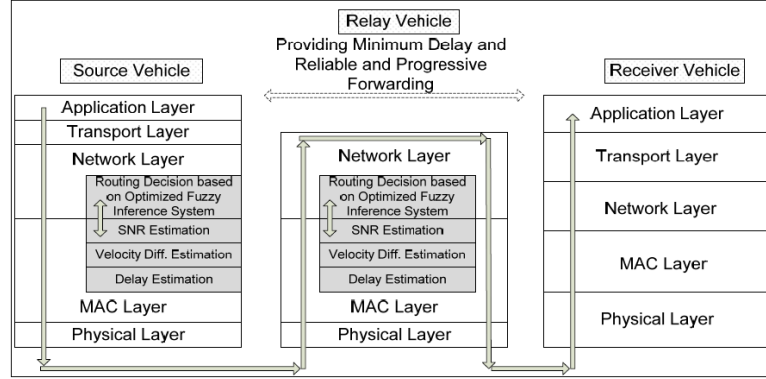 Relay Vehicle
Providing Minimum Delay and
Reliable and Progressive
Forwarding
Source Vehicle
Application Layer
Transport Layer
Network Layer
Routing Decision based
on Optimized Fuzzy
Inference System
SNR Estimation
Velocity Diff. Estimation
Delay Estimation
MAC Layer
Physical Layer
Network Layer
Routing Decision based
on Optimized Fuzzy
Inference System
SNR Estimation
Velocity Diff. Estimation
Delay Estimation
MAC Layer
Physical Layer
Receiver Vehicle
Application Layer
Transport Layer
Network Layer
MAC Layer
Physical Layer